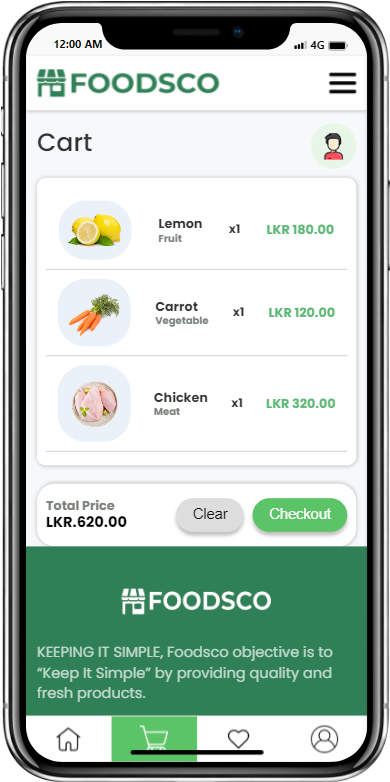 12:00 AM
4G
FOODSCO
Cart
Lemon x1 LKR 180.00
Fruit
Carrot x1 LKR 120.00
Vegetable
Chicken x1 LKR 320.00
Meat
Total Price
LKR.620.00
Clear
Checkout
FOODSCO
KEEPING IT SIMPLE, Foodsco objective is to
“Keep It Simple” by providing quality and
fresh products.